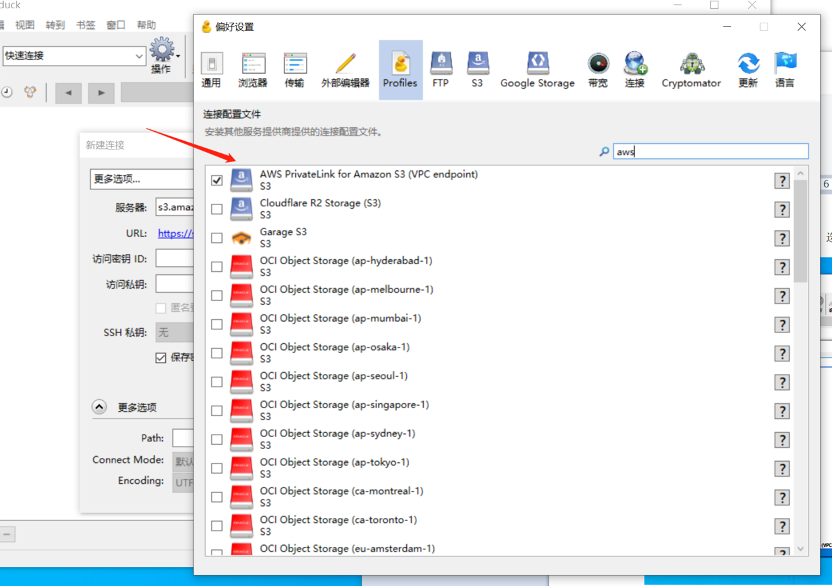 duck
视图 转到 书签 窗口 帮助
快速连接
操作
新建连接
更多选项...
服务器: s3.amaz
URL: https://
访问密钥 ID:
访问私钥:
匿名
SSH 私钥: 无
保存
更多选项
Path:
Connect Mode: 默认
Encoding: UTF
偏好设置
通用 浏览器 传输 外部编辑器 Profiles FTP S3 Google Storage 带宽 连接 Cryptomator 更新 语言
连接配置文件
安装其他服务提供商提供的连接配置文件。
aws
AWS PrivateLink for Amazon S3 (VPC endpoint)
S3
Cloudflare R2 Storage (S3)
S3
Garage S3
S3
OCI Object Storage (ap-hyderabad-1)
S3
OCI Object Storage (ap-melbourne-1)
S3
OCI Object Storage (ap-mumbai-1)
S3
OCI Object Storage (ap-osaka-1)
S3
OCI Object Storage (ap-seoul-1)
S3
OCI Object Storage (ap-singapore-1)
S3
OCI Object Storage (ap-sydney-1)
S3
OCI Object Storage (ap-tokyo-1)
S3
OCI Object Storage (ca-montreal-1)
S3
OCI Object Storage (ca-toronto-1)
S3
OCI Object Storage (eu-amsterdam-1)